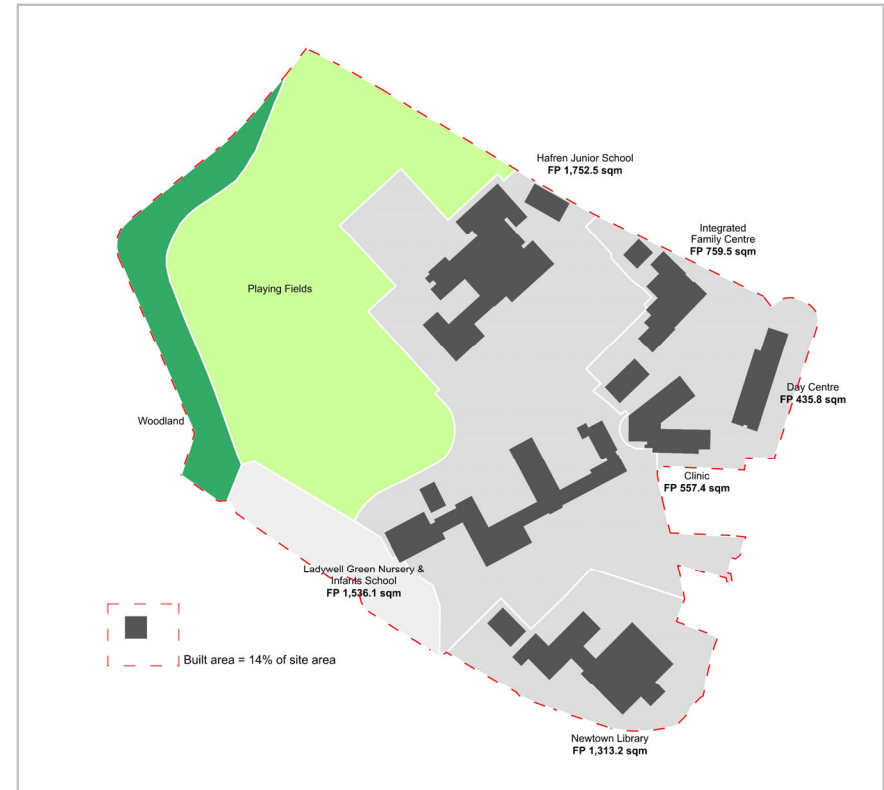 Hafren Junior School
FP 1,752.5 sqm
Integrated
Family Centre
FP 759.5 sqm
Playing Fields
Day Centre
FP 435.8 sqm
Woodland
Clinic
FP 557.4 sqm
Ladywell Green Nursery &
Infants School
FP 1,536.1 sqm
Built area = 14% of site area
Newtown Library
FP 1,313.2 sqm